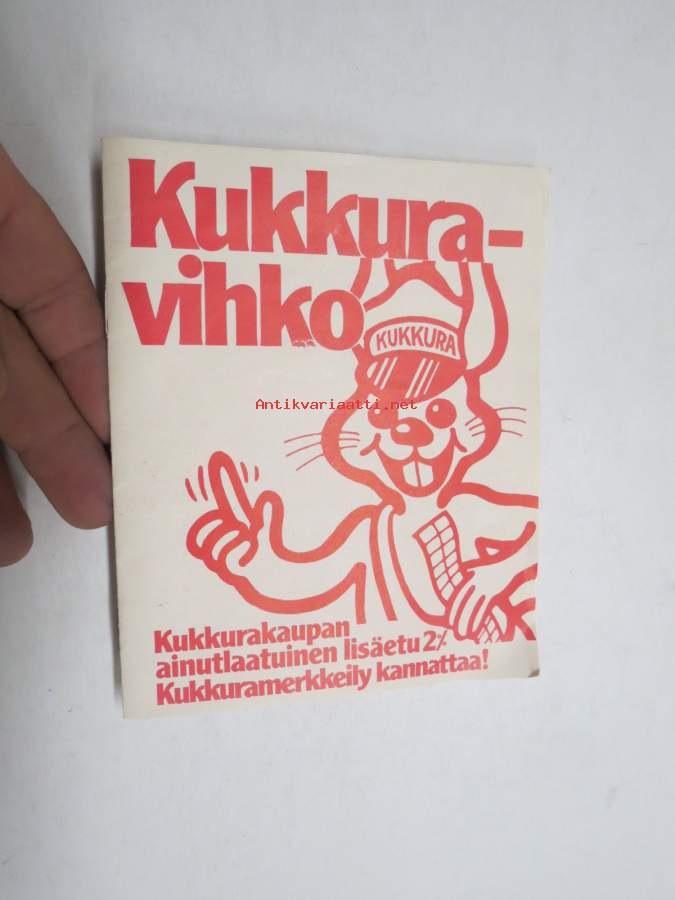 Kukkura-
vihko
KUKKURA
Antikvariaatti.net
Kukkurakaupan
ainutlaatuinen lisäetu 2%
Kukkuramerkkeily kannattaa!